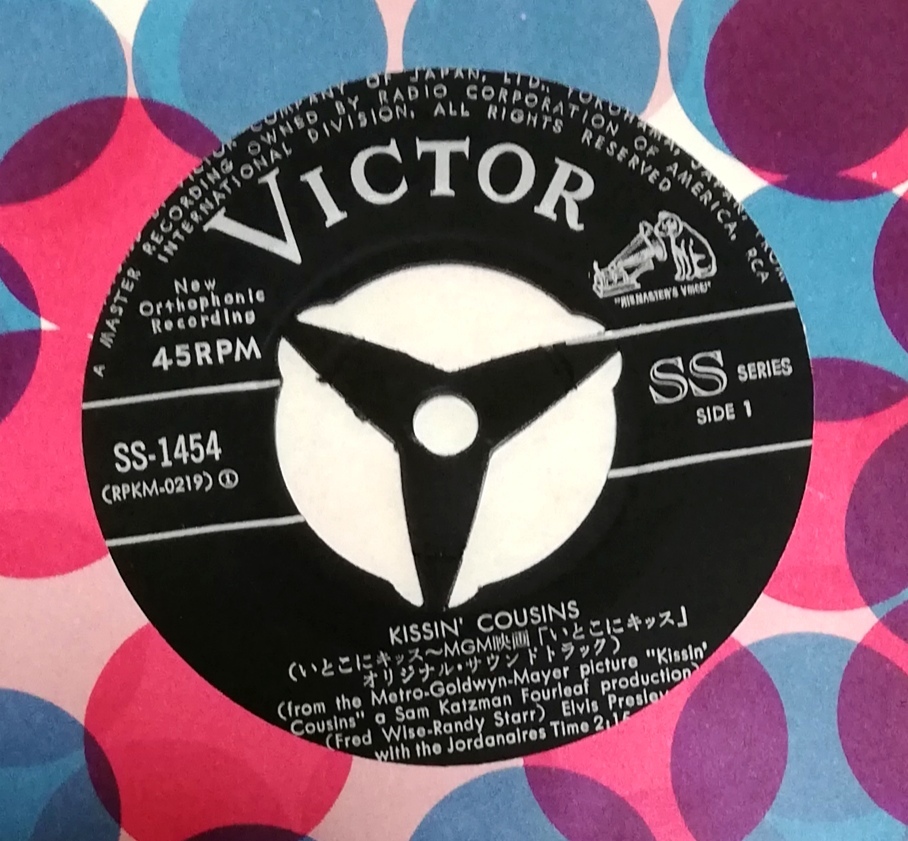 COMPANY OF JAPAN, LTD., YOKOHAMA, JAPAN
A MASTER RECORDING OWNED BY RADIO CORPORATION OF AMERICA, RCA
INTERNATIONAL DIVISION, ALL RIGHTS RESERVED
VICTOR
"HIS MASTER'S VOICE"
New
Orthophonic
Recording
45RPM
SS SERIES
SIDE 1
SS-1454
(RPKM-0219) ①
KISSIN' COUSINS
(いとこにキッス~MGM映画「いとこにキッス」
オリジナル・サウンドトラック)
(from the Metro-Goldwyn-Mayer picture "Kissin'
Cousins" a Sam Katzman Fourleaf production)
(Fred Wise-Randy Starr) Elvis Presley
with the Jordanaires Time 2:15